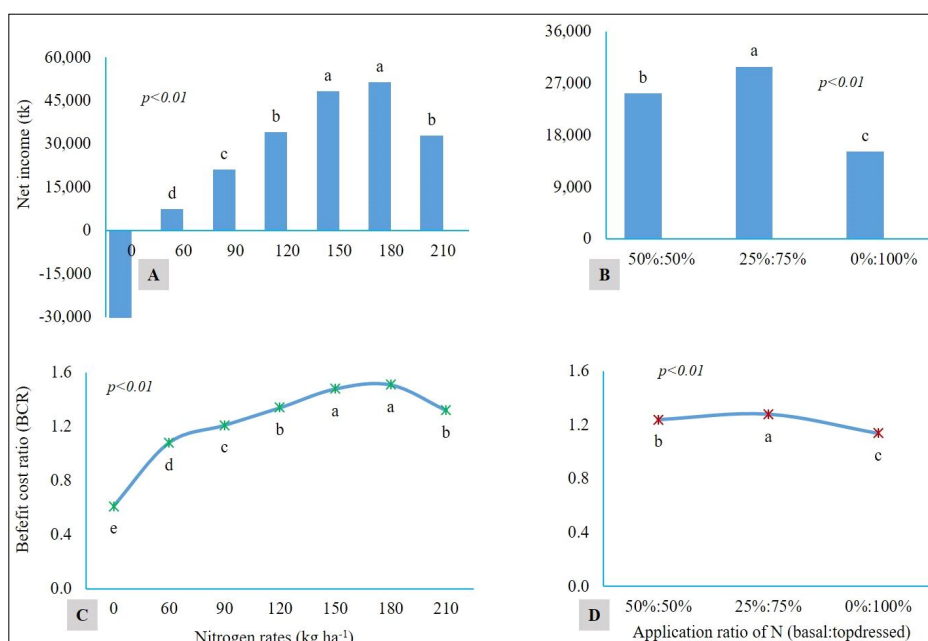 60,000
45,000
30,000
15,000
0
-15,000
-30,000
Net income (tk)
p<0.01
d
c
b
a
a
b
0 60 90 120 150 180 210
A
36,000
27,000
18,000
9,000
0
b
a
c
p<0.01
50%:50% 25%:75% 0%:100%
B
1.6
1.2
0.8
0.4
0.0
Befefit cost ratio (BCR)
p<0.01
e
d
c
b
a
a
b
0 60 90 120 150 180 210
C
Nitrogen rates (kg ha⁻¹)
1.6
1.2
0.8
0.4
0.0
p<0.01
b
a
c
50%:50% 25%:75% 0%:100%
D
Application ratio of N (basal:topdressed)